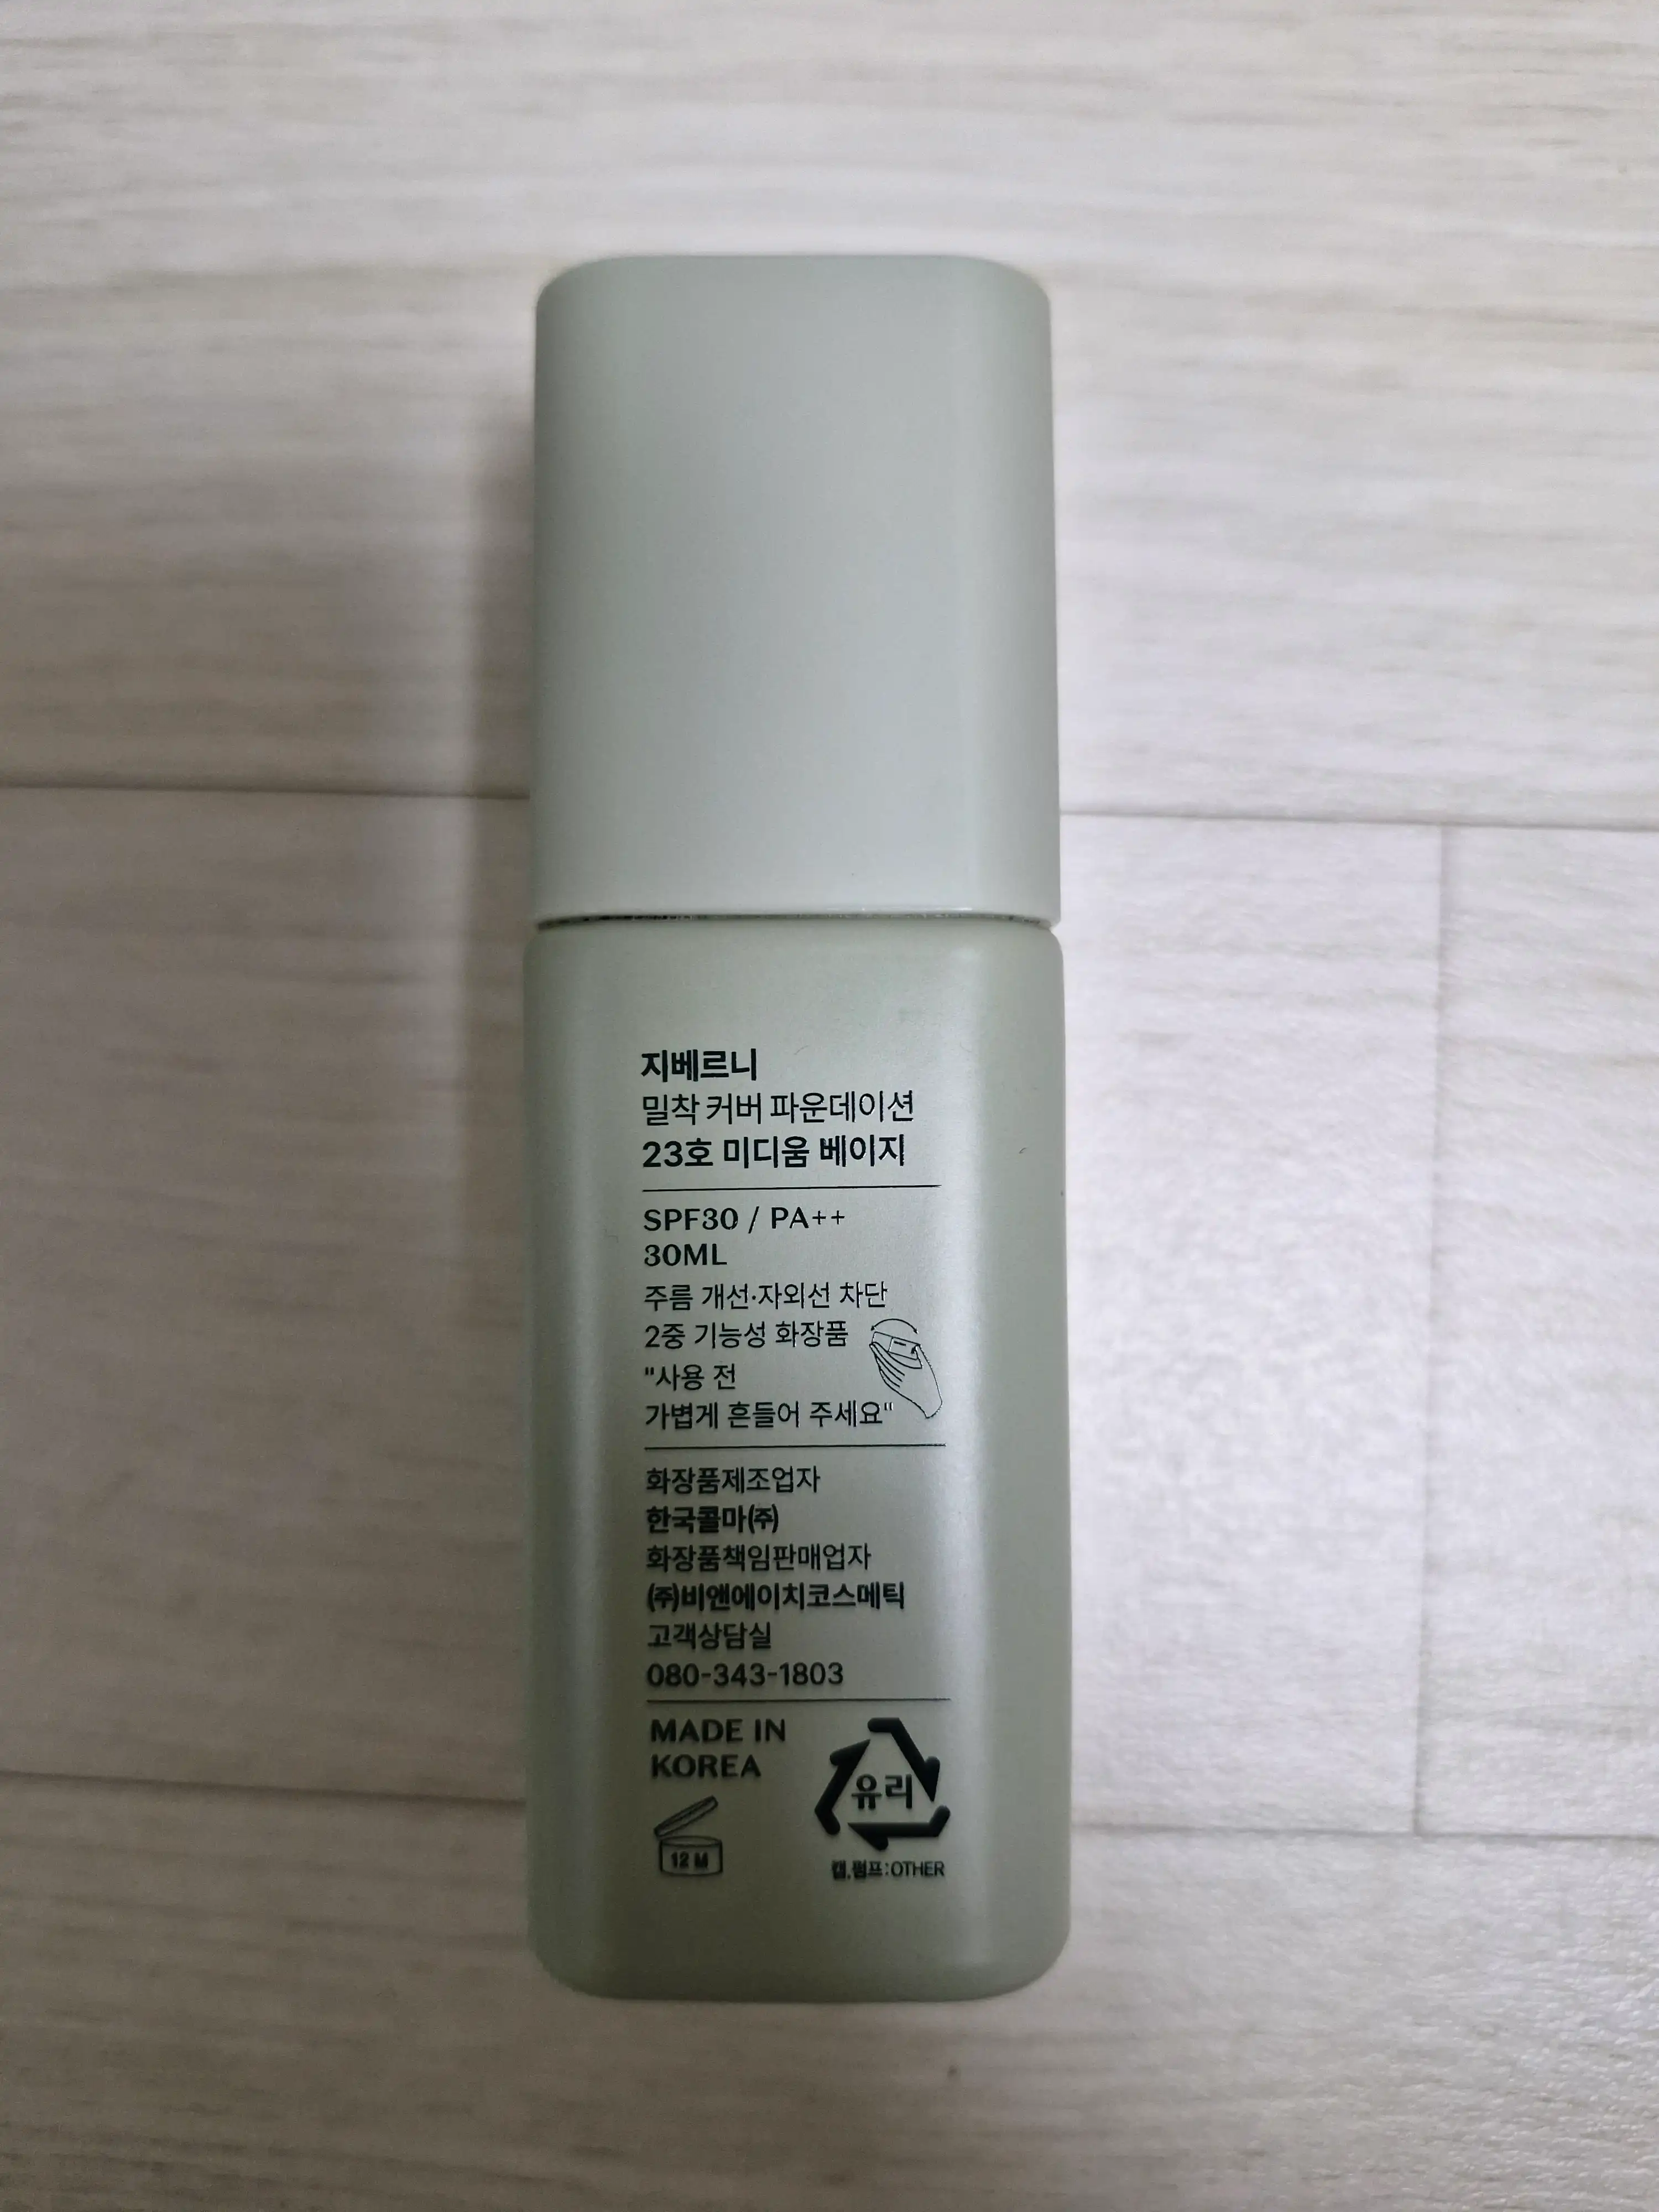 지베르니
밀착 커버 파운데이션
23호 미디움 베이지
SPF30 / PA++
30ML
주름 개선·자외선 차단
2중 기능성 화장품
"사용 전
가볍게 흔들어 주세요"
화장품제조업자
한국콜마(주)
화장품책임판매업자
(주)비앤에이치코스메틱
고객상담실
080-343-1803
MADE IN
KOREA
유리
12 M
캡,펌프:OTHER